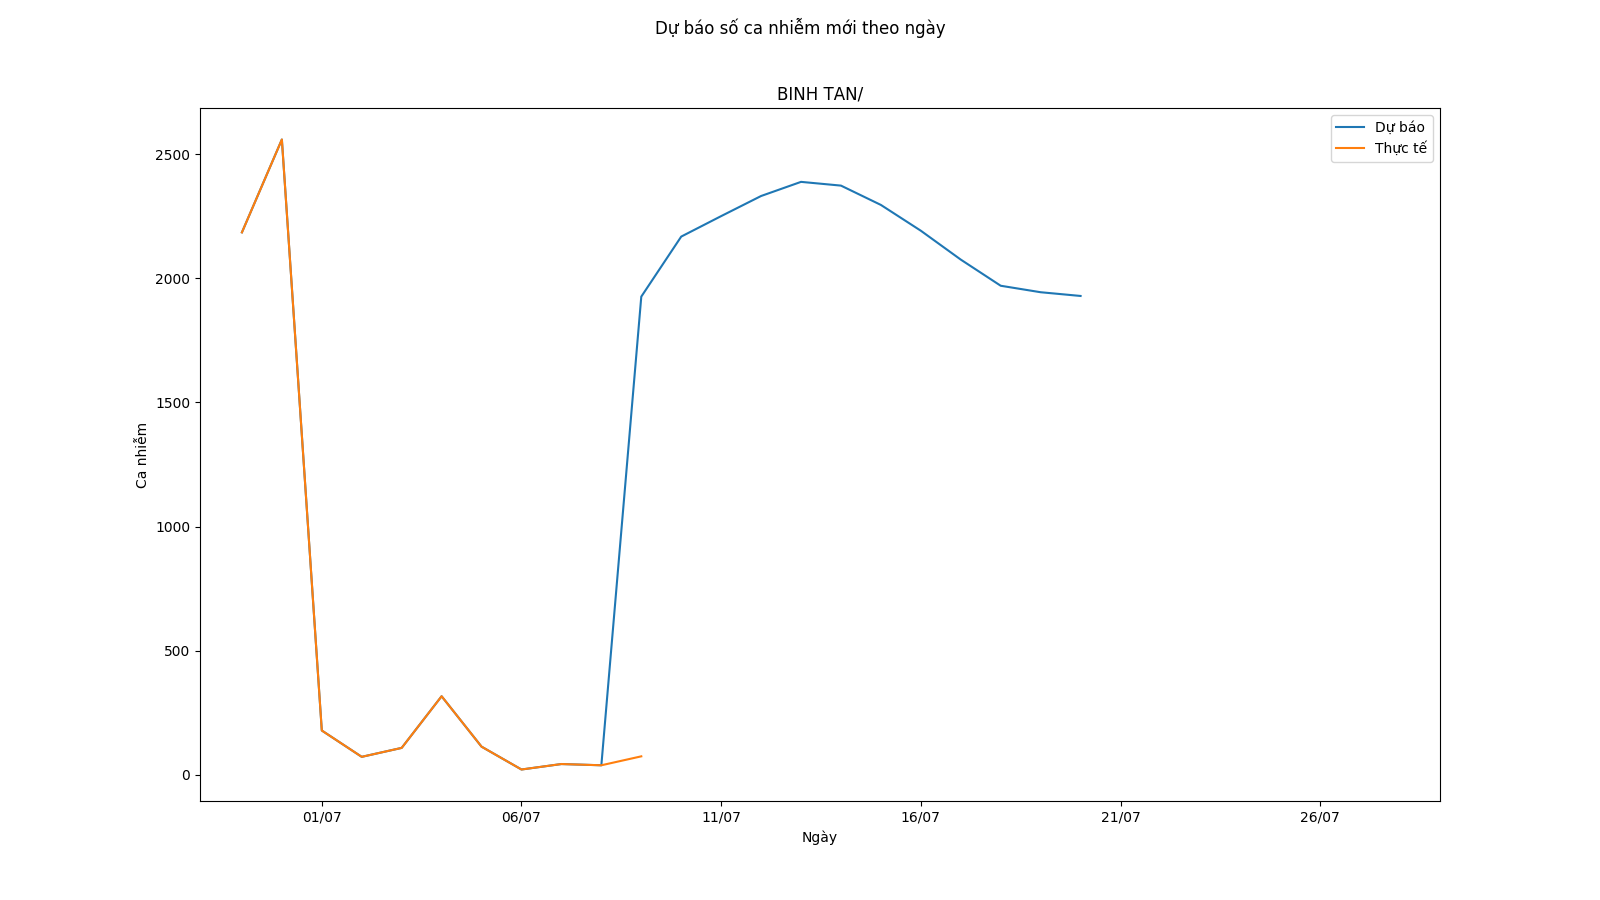 Dự báo số ca nhiễm mới theo ngày
BINH TAN/
Dự báo
Thực tế
2500
2000
1500
1000
500
0
Ca nhiễm
01/07
06/07
11/07
16/07
21/07
26/07
Ngày